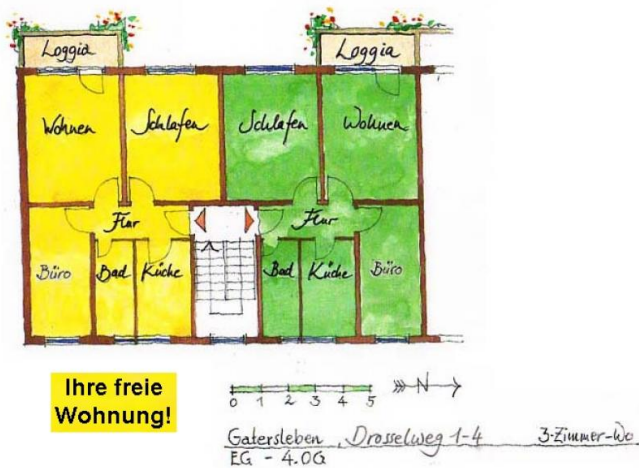 Loggia Loggia
Wohnen Schlafen Schlafen Wohnen
Flur Flur
Büro Bad Küche Bad Küche Büro
Ihre freie
Wohnung!
0 1 2 3 4 5 N
Gatersleben, Drosselweg 1-4 3-Zimmer-Wo
EG - 4.OG